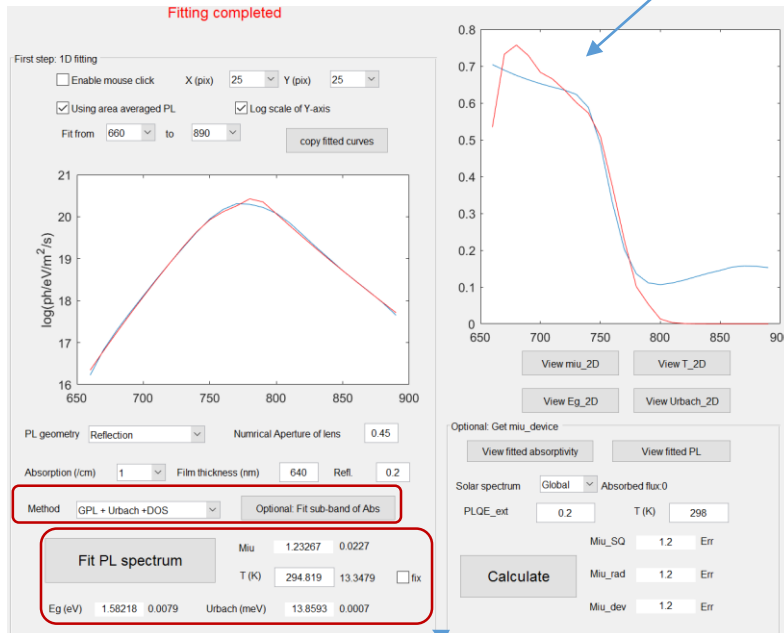 Fitting completed
First step: 1D fitting
Enable mouse click X (pix) 25 Y (pix) 25
Using area averaged PL Log scale of Y-axis
Fit from 660 to 890 copy fitted curves
21
20
19
18
17
16
log(ph/eV/m^2/s)
650 700 750 800 850 900
PL geometry Reflection Numrical Aperture of lens 0.45
Absorption (/cm) 1 Film thickness (nm) 640 Refl. 0.2
Method GPL + Urbach +DOS Optional: Fit sub-band of Abs
Fit PL spectrum
Miu 1.23267 0.0227
T (K) 294.819 13.3479 fix
Eg (eV) 1.58218 0.0079 Urbach (meV) 13.8593 0.0007
0.8
0.7
0.6
0.5
0.4
0.3
0.2
0.1
0
650 700 750 800 850 900
View miu_2D View T_2D
View Eg_2D View Urbach_2D
Optional: Get miu_device
View fitted absorptivity View fitted PL
Solar spectrum Global Absorbed flux:0
PLQE_ext 0.2 T (K) 298
Calculate
Miu_SQ 1.2 Err
Miu_rad 1.2 Err
Miu_dev 1.2 Err